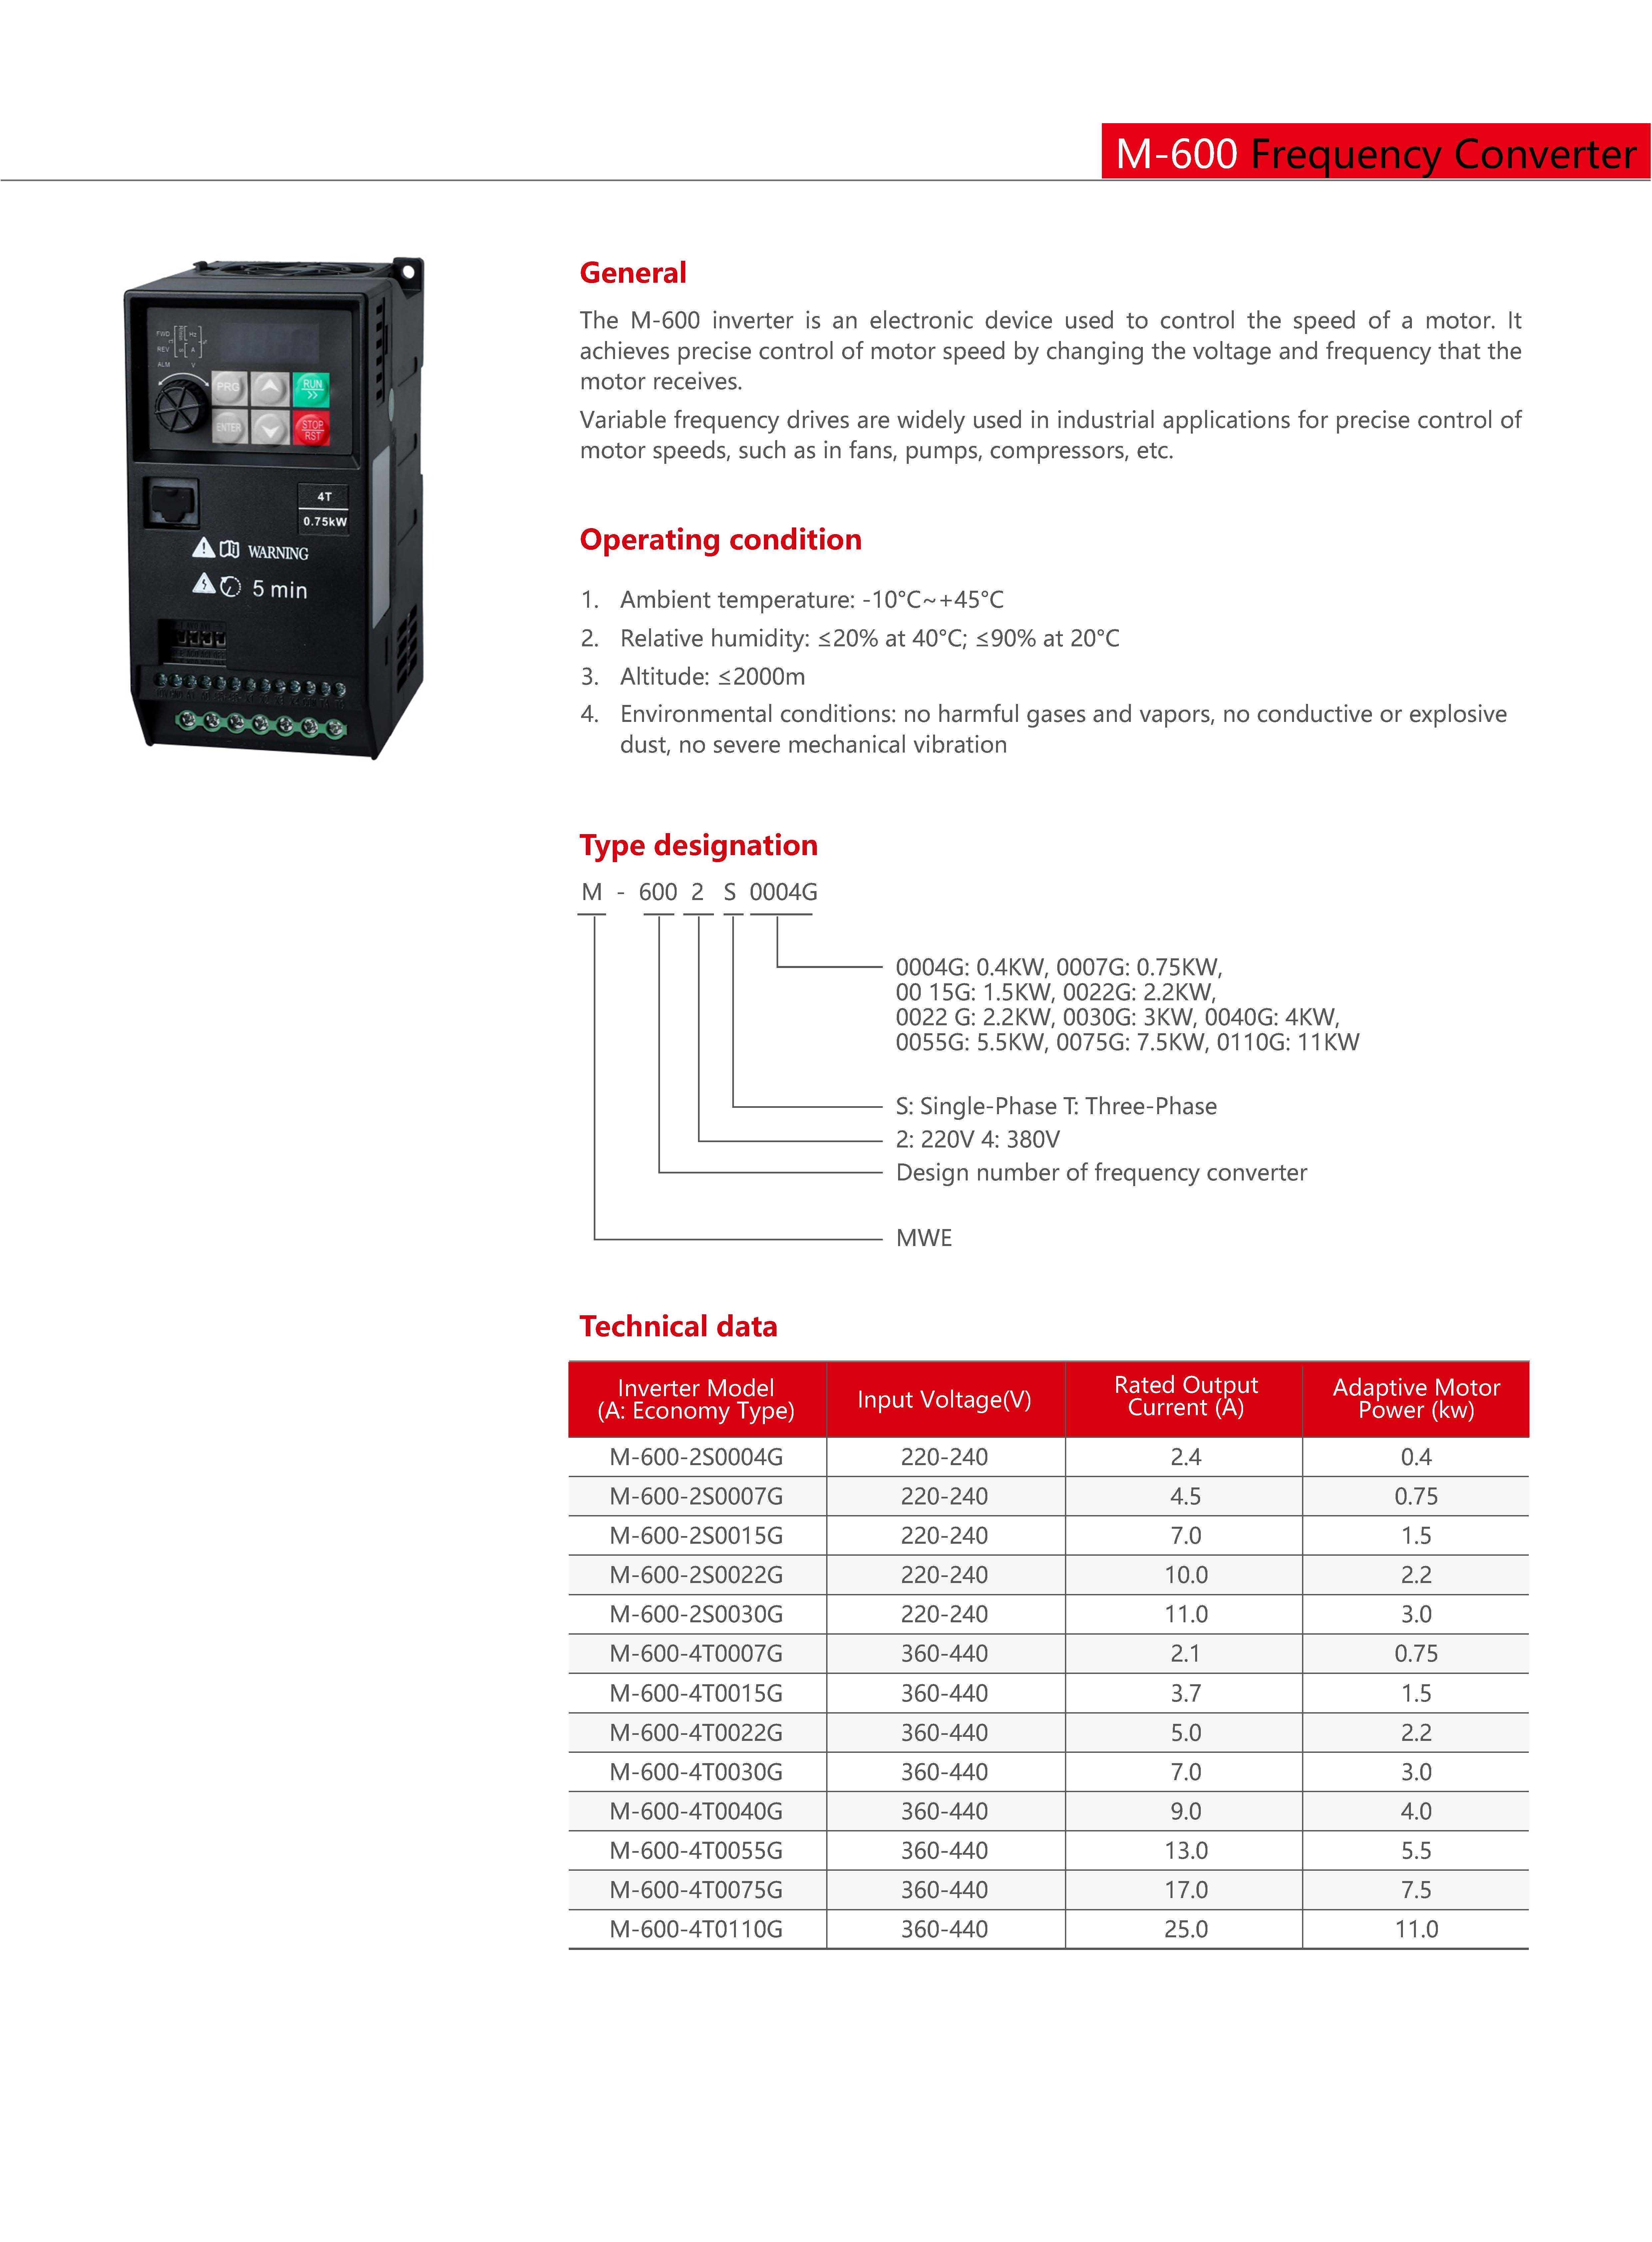 M-600 Frequency Converter
FWD
REV
ALM
Hz
A
V
PRG
RUN
ENTER
STOP
RST
4T
0.75kW
WARNING
5 min
General
The M-600 inverter is an electronic device used to control the speed of a motor. It
achieves precise control of motor speed by changing the voltage and frequency that the
motor receives.
Variable frequency drives are widely used in industrial applications for precise control of
motor speeds, such as in fans, pumps, compressors, etc.
Operating condition
1. Ambient temperature: -10°C~+45°C
2. Relative humidity: ≤20% at 40°C; ≤90% at 20°C
3. Altitude: ≤2000m
4. Environmental conditions: no harmful gases and vapors, no conductive or explosive
dust, no severe mechanical vibration
Type designation
M - 600 2 S 0004G
0004G: 0.4KW, 0007G: 0.75KW,
00 15G: 1.5KW, 0022G: 2.2KW,
0022 G: 2.2KW, 0030G: 3KW, 0040G: 4KW,
0055G: 5.5KW, 0075G: 7.5KW, 0110G: 11KW
S: Single-Phase T: Three-Phase
2: 220V 4: 380V
Design number of frequency converter
MWE
Technical data
Inverter Model (A: Economy Type) Input Voltage(V) Rated Output Current (A) Adaptive Motor Power (kw)
M-600-2S0004G 220-240 2.4 0.4
M-600-2S0007G 220-240 4.5 0.75
M-600-2S0015G 220-240 7.0 1.5
M-600-2S0022G 220-240 10.0 2.2
M-600-2S0030G 220-240 11.0 3.0
M-600-4T0007G 360-440 2.1 0.75
M-600-4T0015G 360-440 3.7 1.5
M-600-4T0022G 360-440 5.0 2.2
M-600-4T0030G 360-440 7.0 3.0
M-600-4T0040G 360-440 9.0 4.0
M-600-4T0055G 360-440 13.0 5.5
M-600-4T0075G 360-440 17.0 7.5
M-600-4T0110G 360-440 25.0 11.0